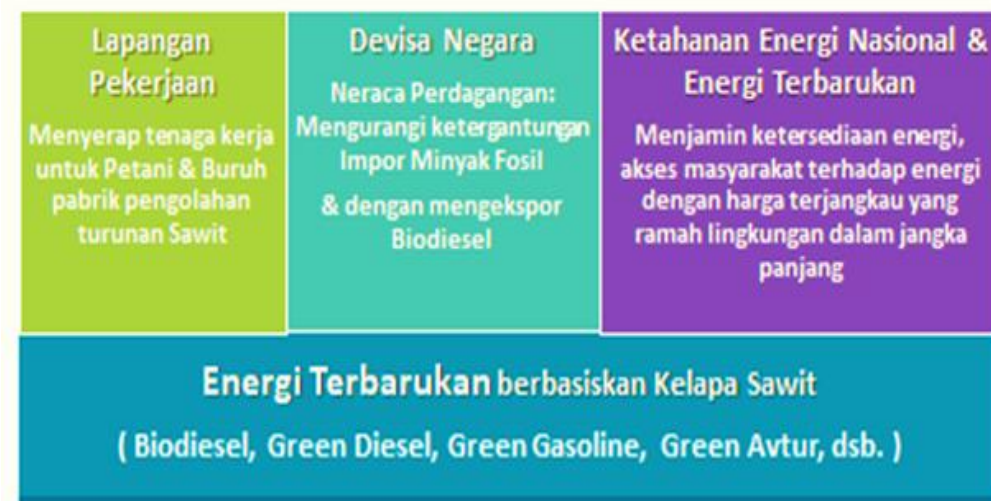 Lapangan
Pekerjaan
Menyerap tenaga kerja
untuk Petani & Buruh
pabrik pengolahan
turunan Sawit
Devisa Negara
Neraca Perdagangan:
Mengurangi ketergantungan
Impor Minyak Fosil
& dengan mengekspor
Biodiesel
Ketahanan Energi Nasional &
Energi Terbarukan
Menjamin ketersediaan energi,
akses masyarakat terhadap energi
dengan harga terjangkau yang
ramah lingkungan dalam jangka
panjang
Energi Terbarukan berbasiskan Kelapa Sawit
( Biodiesel, Green Diesel, Green Gasoline, Green Avtur, dsb. )